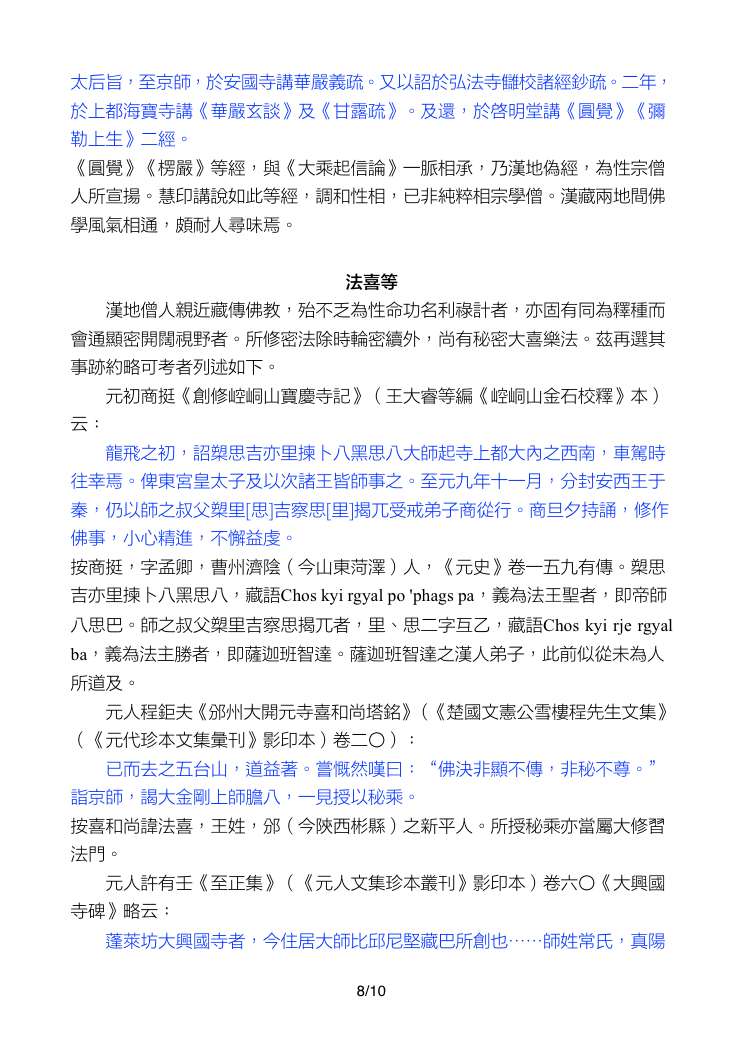 太后旨，至京師，於安國寺講華嚴義疏。又以詔於弘法寺讎校諸經鈔疏。二年，
於上都海寶寺講《華嚴玄談》及《甘露疏》。及還，於啓明堂講《圓覺》《彌
勒上生》二經。
《圓覺》《楞嚴》等經，與《大乘起信論》一脈相承，乃漢地偽經，為性宗僧
人所宣揚。慧印講說如此等經，調和性相，已非純粹相宗學僧。漢藏兩地間佛
學風氣相通，頗耐人尋味焉。
法喜等
漢地僧人親近藏傳佛教，殆不乏為性命功名利祿計者，亦固有同為釋種而
會通顯密開闊視野者。所修密法除時輪密續外，尚有秘密大喜樂法。茲再選其
事跡約略可考者列述如下。
元初商挺《創修崆峒山寶慶寺記》（王大睿等編《崆峒山金石校釋》本）
云：
龍飛之初，詔塑思吉亦里揀卜八黑思八大師起寺上都大內之西南，車駕時
往幸焉。俾東宮皇太子及以次諸王皆師事之。至元九年十一月，分封安西王于
秦，仍以師之叔父塑里[思]吉察思[里]揭兀受戒弟子商從行。商旦夕持誦，修作
佛事，小心精進，不懈益虔。
按商挺，字孟卿，曹州濟陰（今山東菏澤）人，《元史》卷一五九有傳。塑思
吉亦里揀卜八黑思八，藏語Chos kyi rgyal po 'phags pa，義為法王聖者，即帝師
八思巴。師之叔父塑里吉察思揭兀者，里、思二字互乙，藏語Chos kyi rje rgyal
ba，義為法主勝者，即薩迦班智達。薩迦班智達之漢人弟子，此前似從未為人
所道及。
元人程鉅夫《邠州大開元寺喜和尚塔銘》（《楚國文憲公雪樓程先生文集》
（《元代珍本文集彙刊》影印本）卷二〇）：
已而去之五台山，道益著。嘗慨然嘆曰：“佛決非顯不傳，非秘不尊。”
詣京師，謁大金剛上師膽八，一見授以秘乘。
按喜和尚諱法喜，王姓，邠（今陝西彬縣）之新平人。所授秘乘亦當屬大修習
法門。
元人許有壬《至正集》（《元人文集珍本叢刊》影印本）卷六〇《大興國
寺碑》略云：
蓬萊坊大興國寺者，今住居大師比邱尼堅藏巴所創也……師姓常氏，真陽
8/10